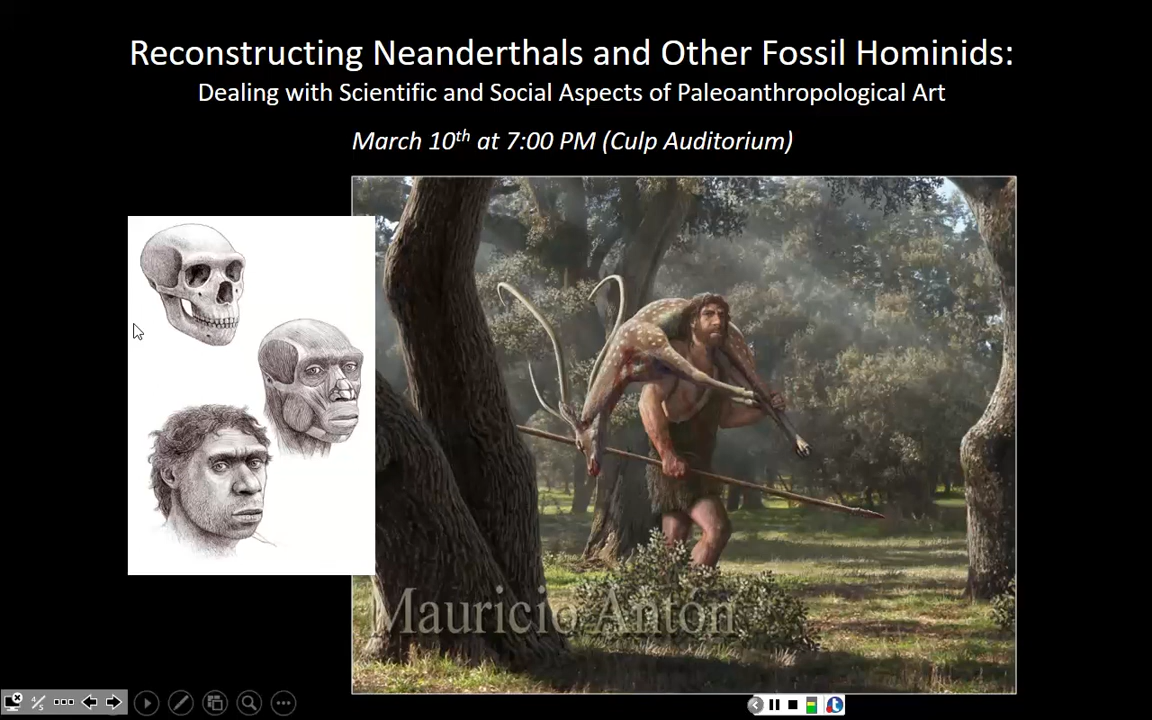 Reconstructing Neanderthals and Other Fossil Hominids:
Dealing with Scientific and Social Aspects of Paleoanthropological Art
March 10th at 7:00 PM (Culp Auditorium)
Mauricio Antón